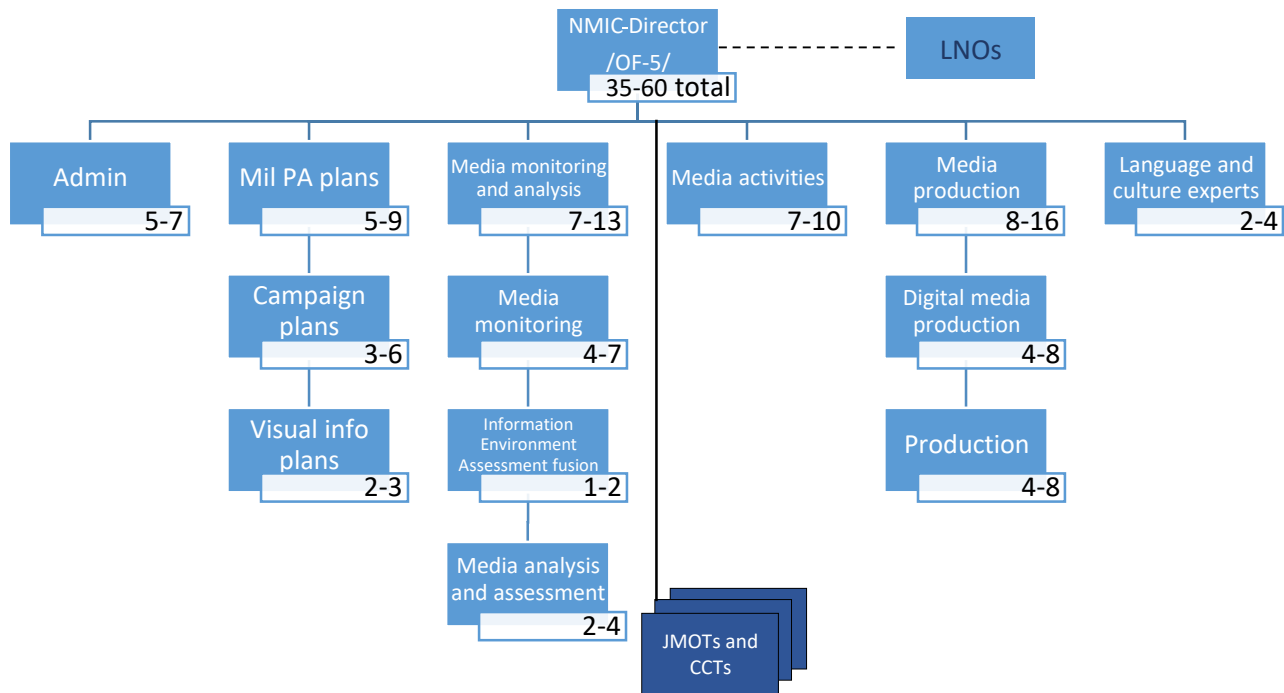 NMIC-Director
/OF-5/
35-60 total
LNOs
Admin
5-7
Mil PA plans
5-9
Media monitoring
and analysis
7-13
Media activities
7-10
Media
production
8-16
Language and
culture experts
2-4
Campaign
plans
3-6
Media
monitoring
4-7
Digital media
production
4-8
Visual info
plans
2-3
Information
Environment
Assessment fusion
1-2
Production
4-8
Media analysis
and assessment
2-4
JMOTs and
CCTs